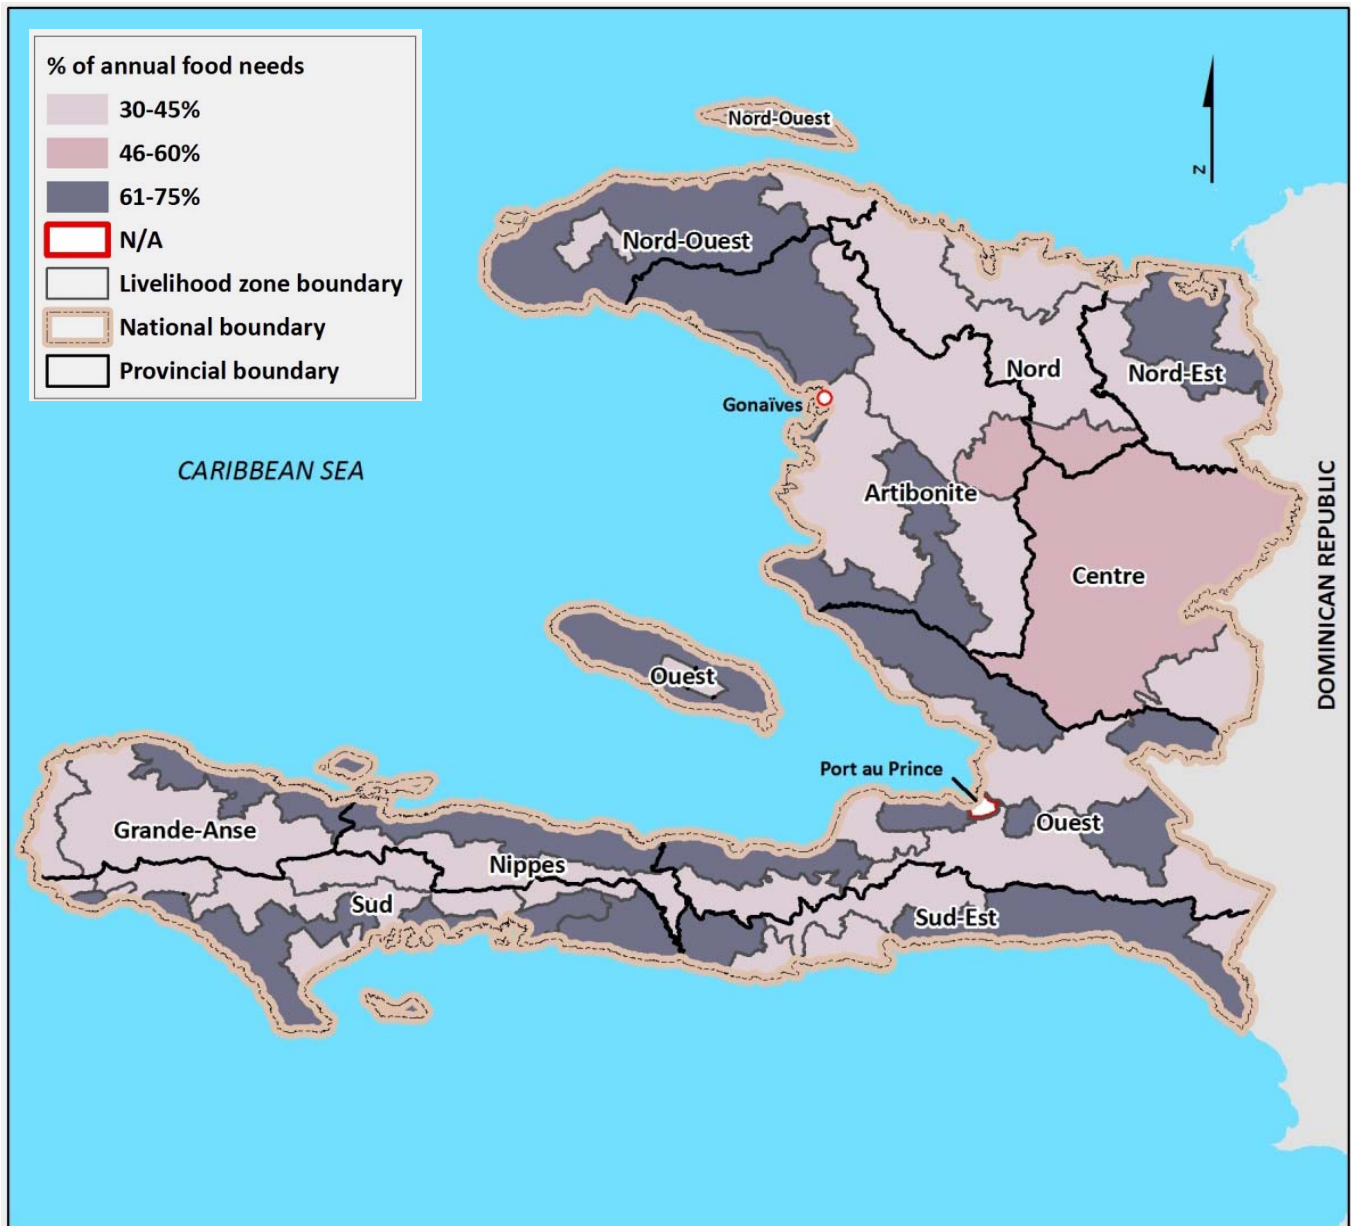 % of annual food needs
30-45%
46-60%
61-75%
N/A
Livelihood zone boundary
National boundary
Provincial boundary
Nord-Ouest
N
Nord-Ouest
Nord
Nord-Est
Gonaïves
CARIBBEAN SEA
Artibonite
Centre
DOMINICAN REPUBLIC
Ouest
Port au Prince
Grande-Anse
Ouest
Nippes
Sud
Sud-Est